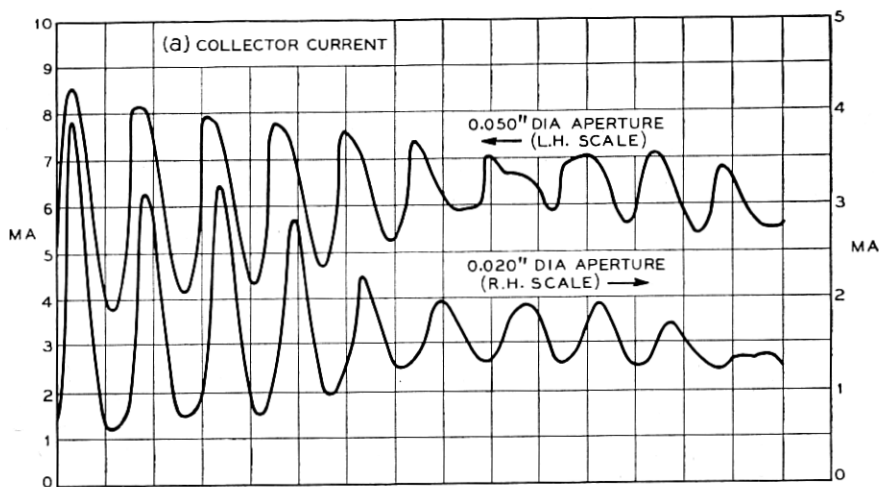 (a) COLLECTOR CURRENT
10
9
8
7
6
5
4
3
2
1
0
MA
0.050" DIA APERTURE
(L.H. SCALE)
0.020" DIA APERTURE
(R.H. SCALE)
5
4
3
2
1
0
MA